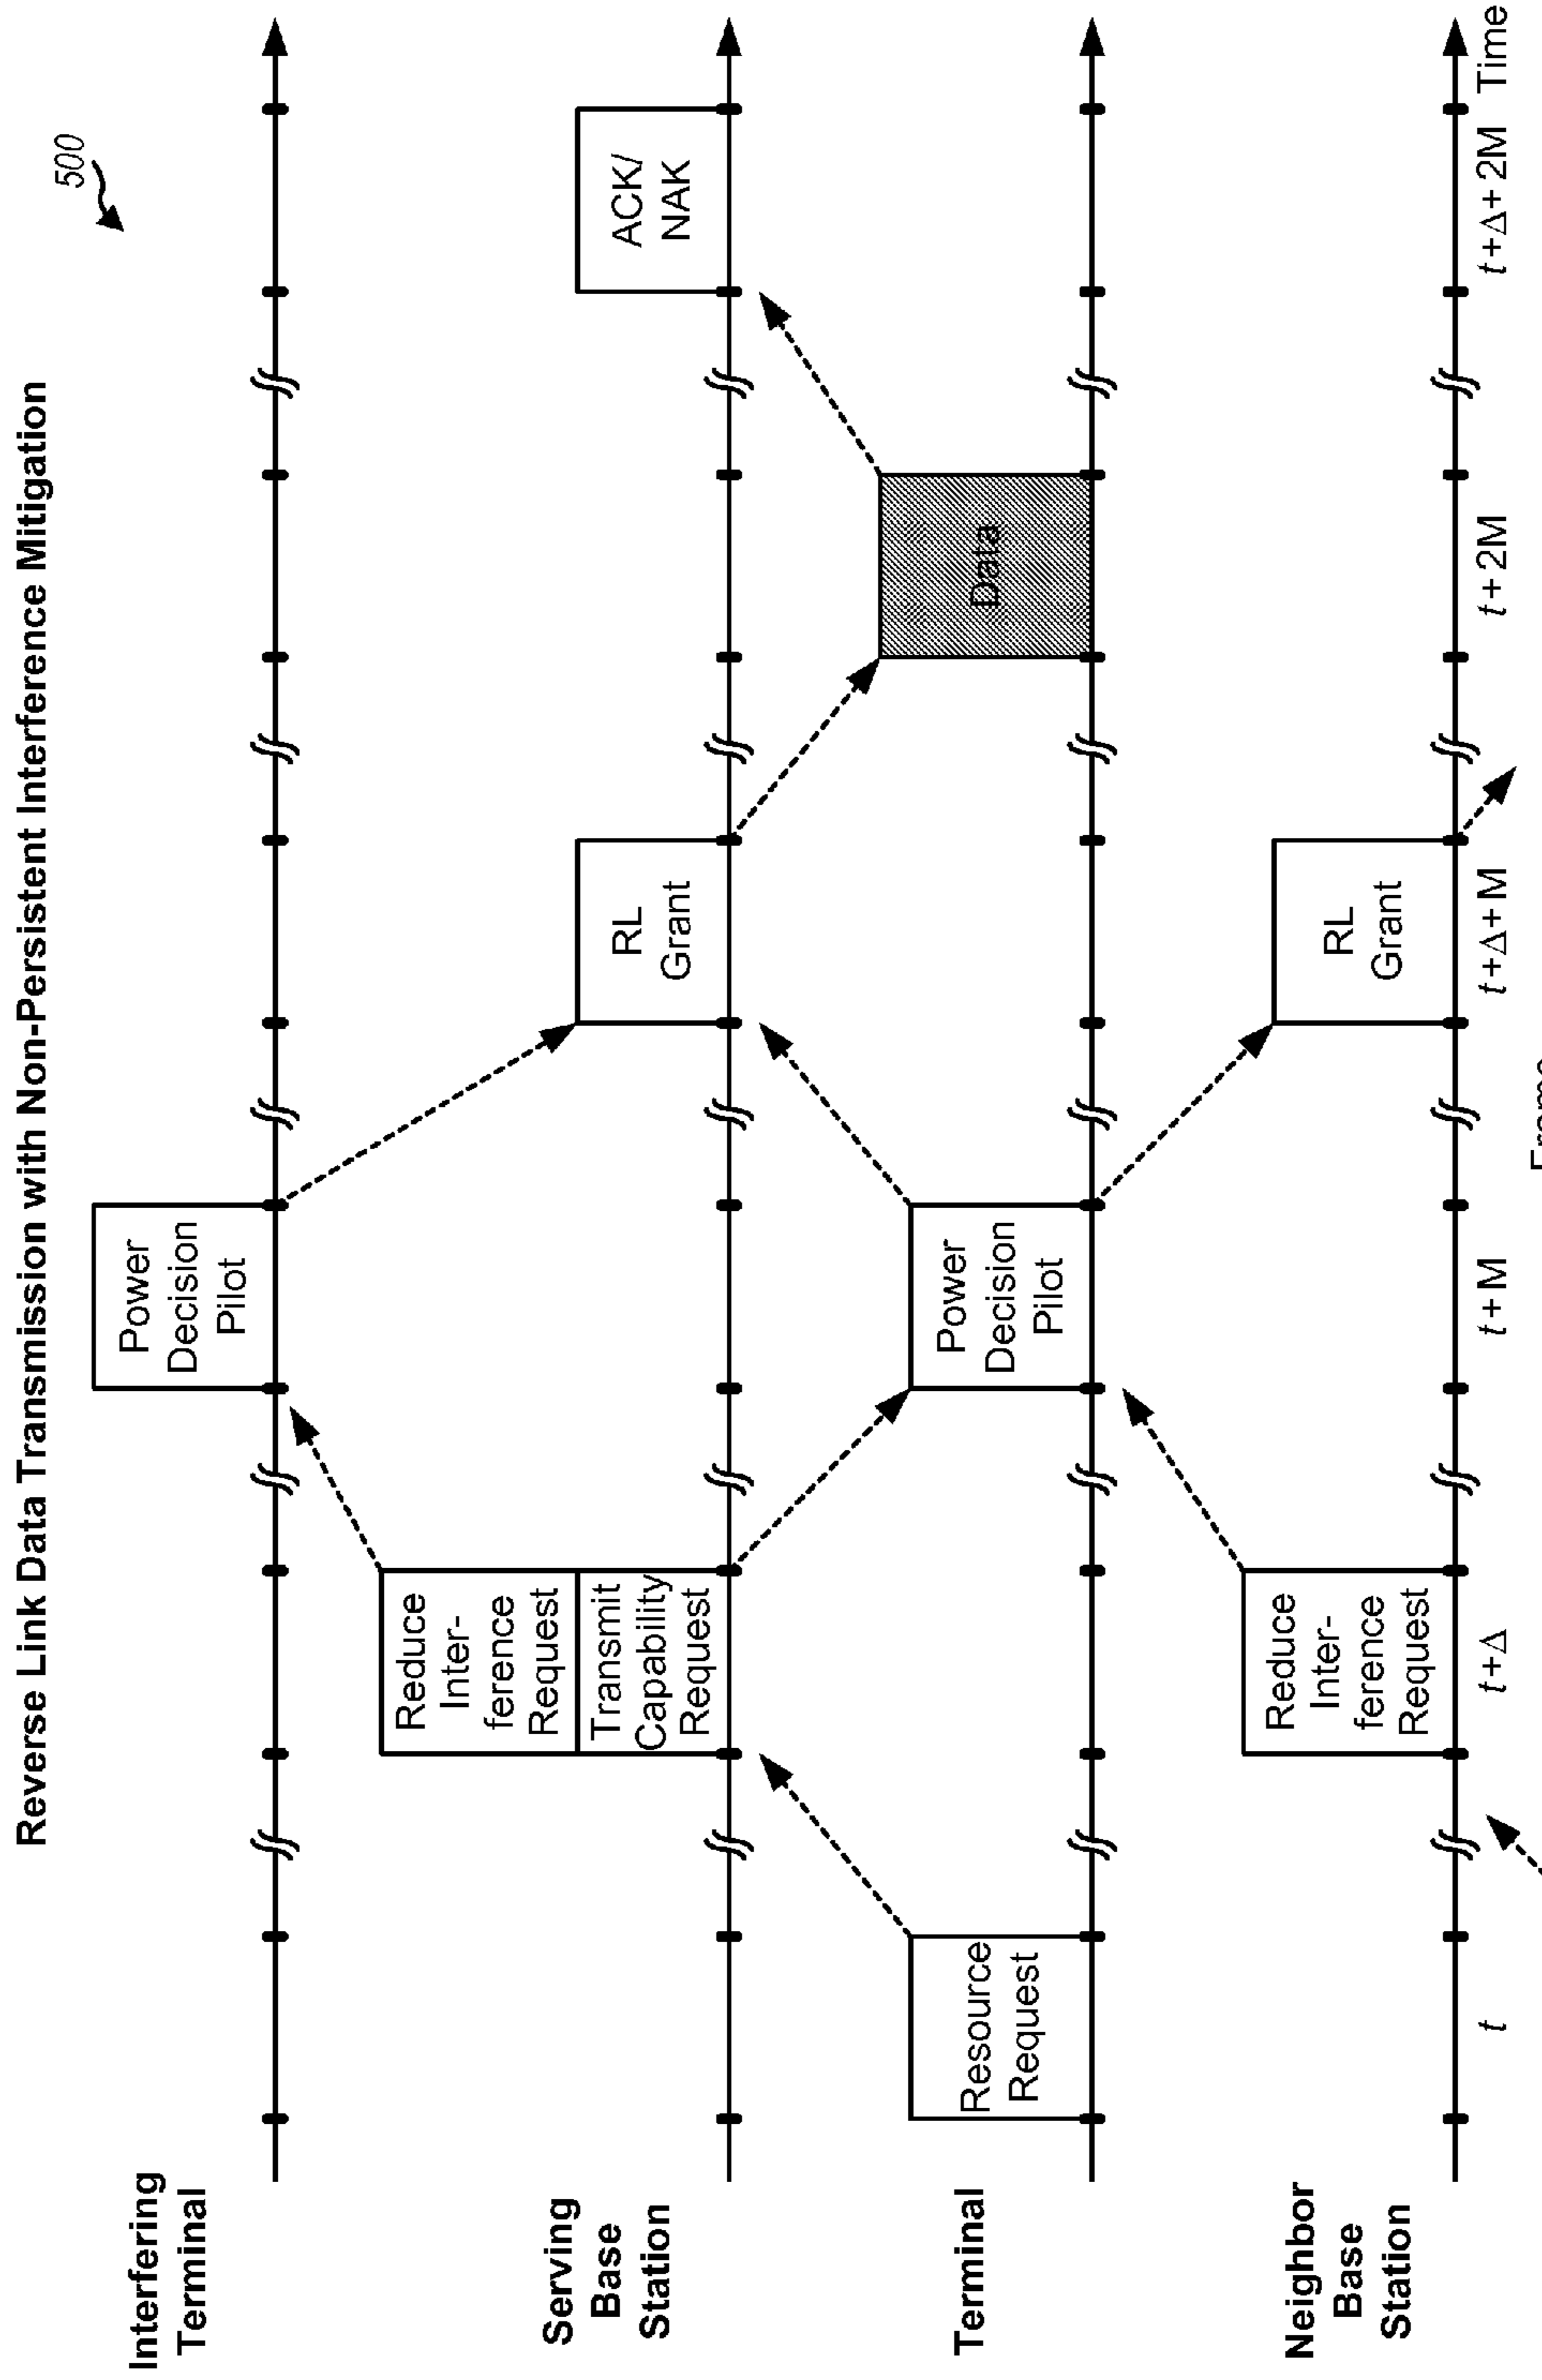 Reverse Link Data Transmission with Non-Persistent Interference Mitigation
500
Interfering
Terminal
Power
Decision
Pilot
Serving
Base
Station
Reduce
Inter-
ference
Request
Transmit
Capability
Request
RL
Grant
ACK/
NAK
Terminal
Resource
Request
Power
Decision
Pilot
Data
Neighbor
Base
Station
Reduce
Inter-
ference
Request
RL
Grant
t
t+Δ
t+M
t+Δ+M
t+2M
t+Δ+2M
Time